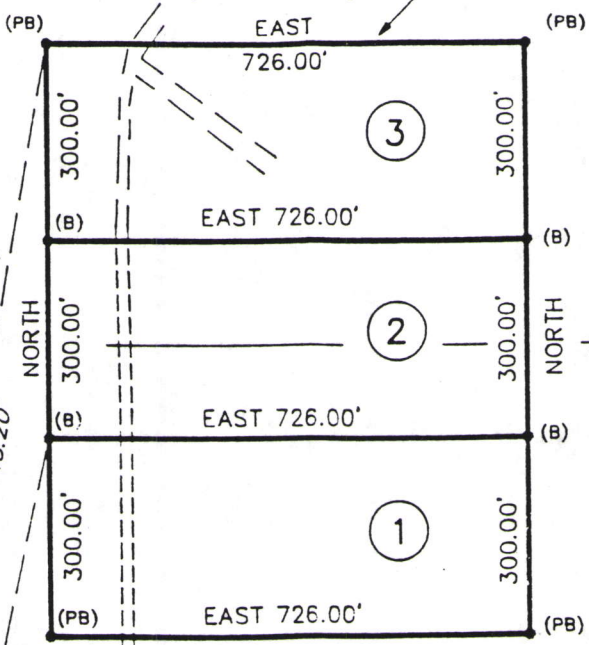 (PB) EAST (PB)
726.00'
300.00' 3 300.00'
(B) EAST 726.00' (B)
NORTH 300.00' 2 300.00' NORTH
(B) EAST 726.00' (B)
300.00' 1 300.00'
(PB) EAST 726.00' (PB)